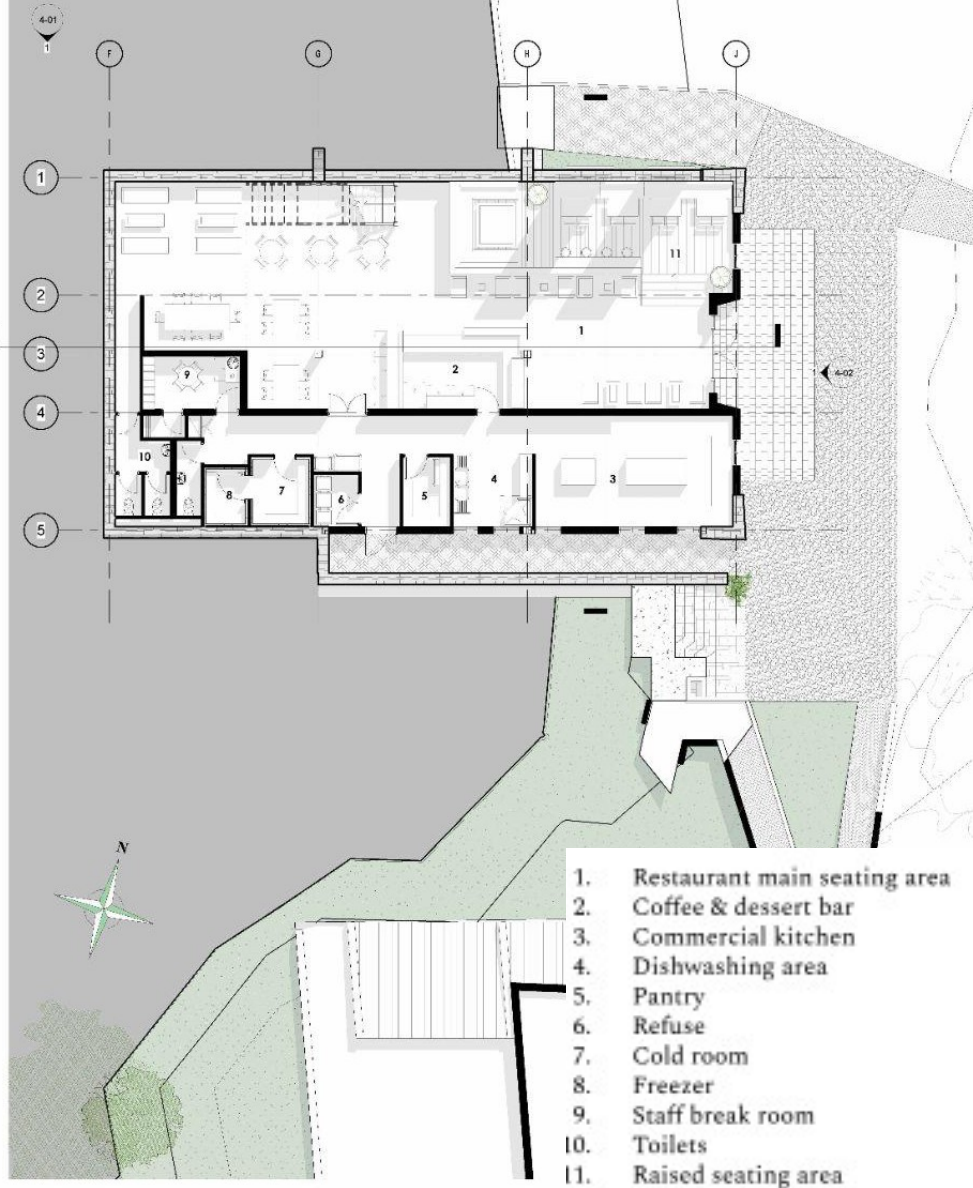 4-01
1
F
G
H
J
1
2
3
4
5
11
1
2
9
10
8
7
6
5
4
3
4-02
N
1. Restaurant main seating area
2. Coffee & dessert bar
3. Commercial kitchen
4. Dishwashing area
5. Pantry
6. Refuse
7. Cold room
8. Freezer
9. Staff break room
10. Toilets
11. Raised seating area